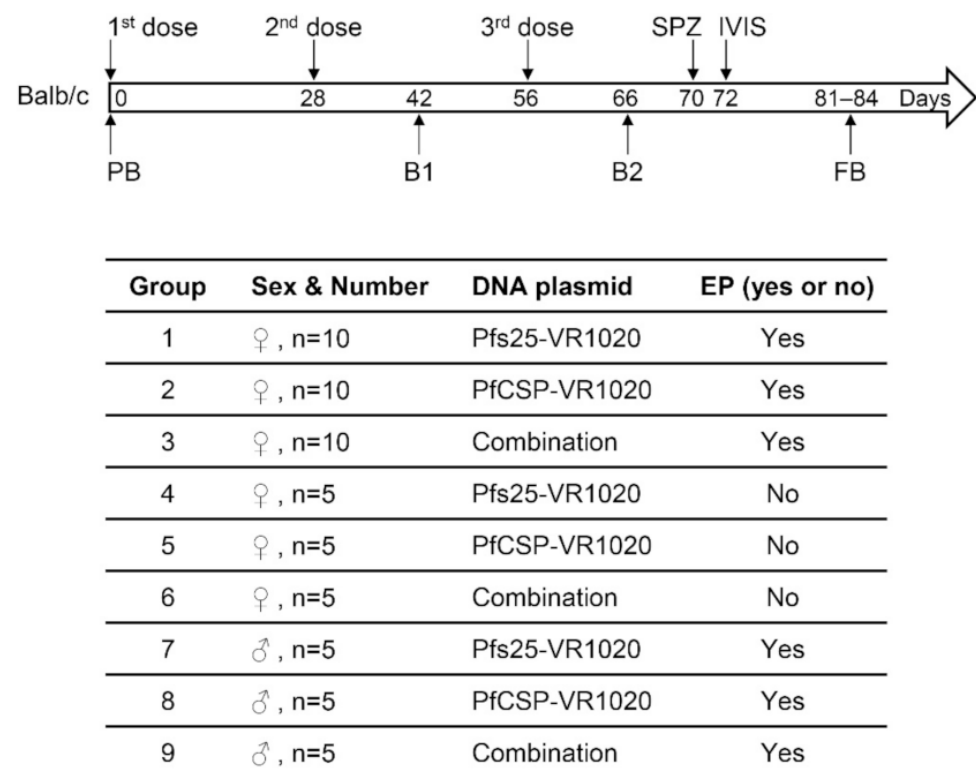 1st dose 2nd dose 3rd dose SPZ IVIS
Balb/c 0 28 42 56 66 70 72 81–84 Days
PB B1 B2 FB
Group Sex & Number DNA plasmid EP (yes or no)
1 ♀, n=10 Pfs25-VR1020 Yes
2 ♀, n=10 PfCSP-VR1020 Yes
3 ♀, n=10 Combination Yes
4 ♀, n=5 Pfs25-VR1020 No
5 ♀, n=5 PfCSP-VR1020 No
6 ♀, n=5 Combination No
7 ♂, n=5 Pfs25-VR1020 Yes
8 ♂, n=5 PfCSP-VR1020 Yes
9 ♂, n=5 Combination Yes